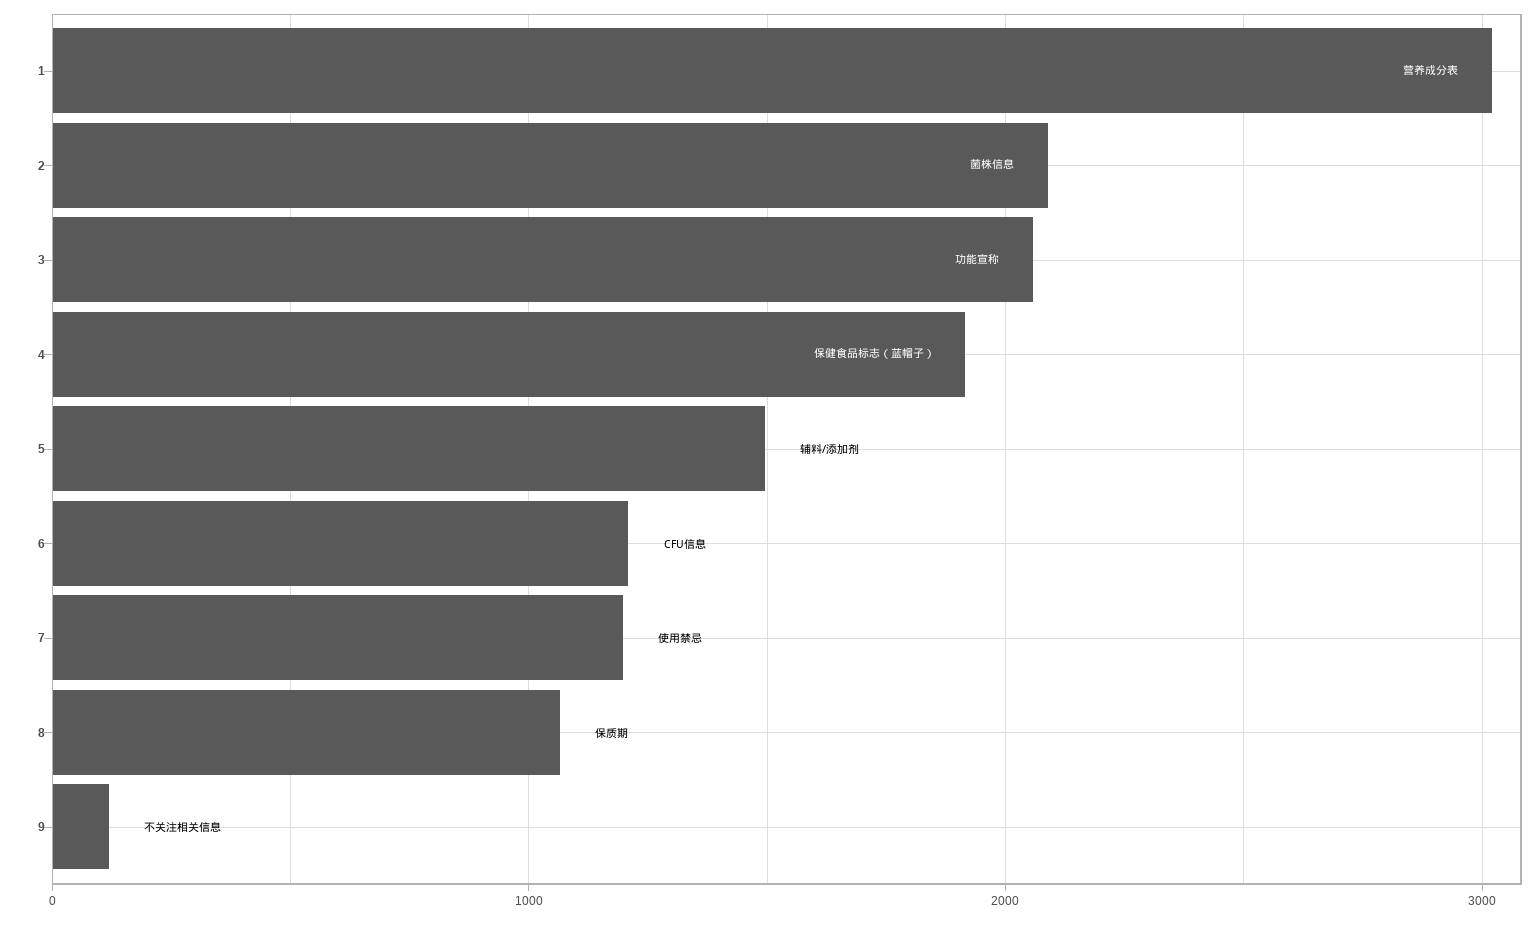 1 营养成分表
2 菌株信息
3 功能宣称
4 保健食品标志（蓝帽子）
5 辅料/添加剂
6 CFU信息
7 使用禁忌
8 保质期
9 不关注相关信息
0 1000 2000 3000